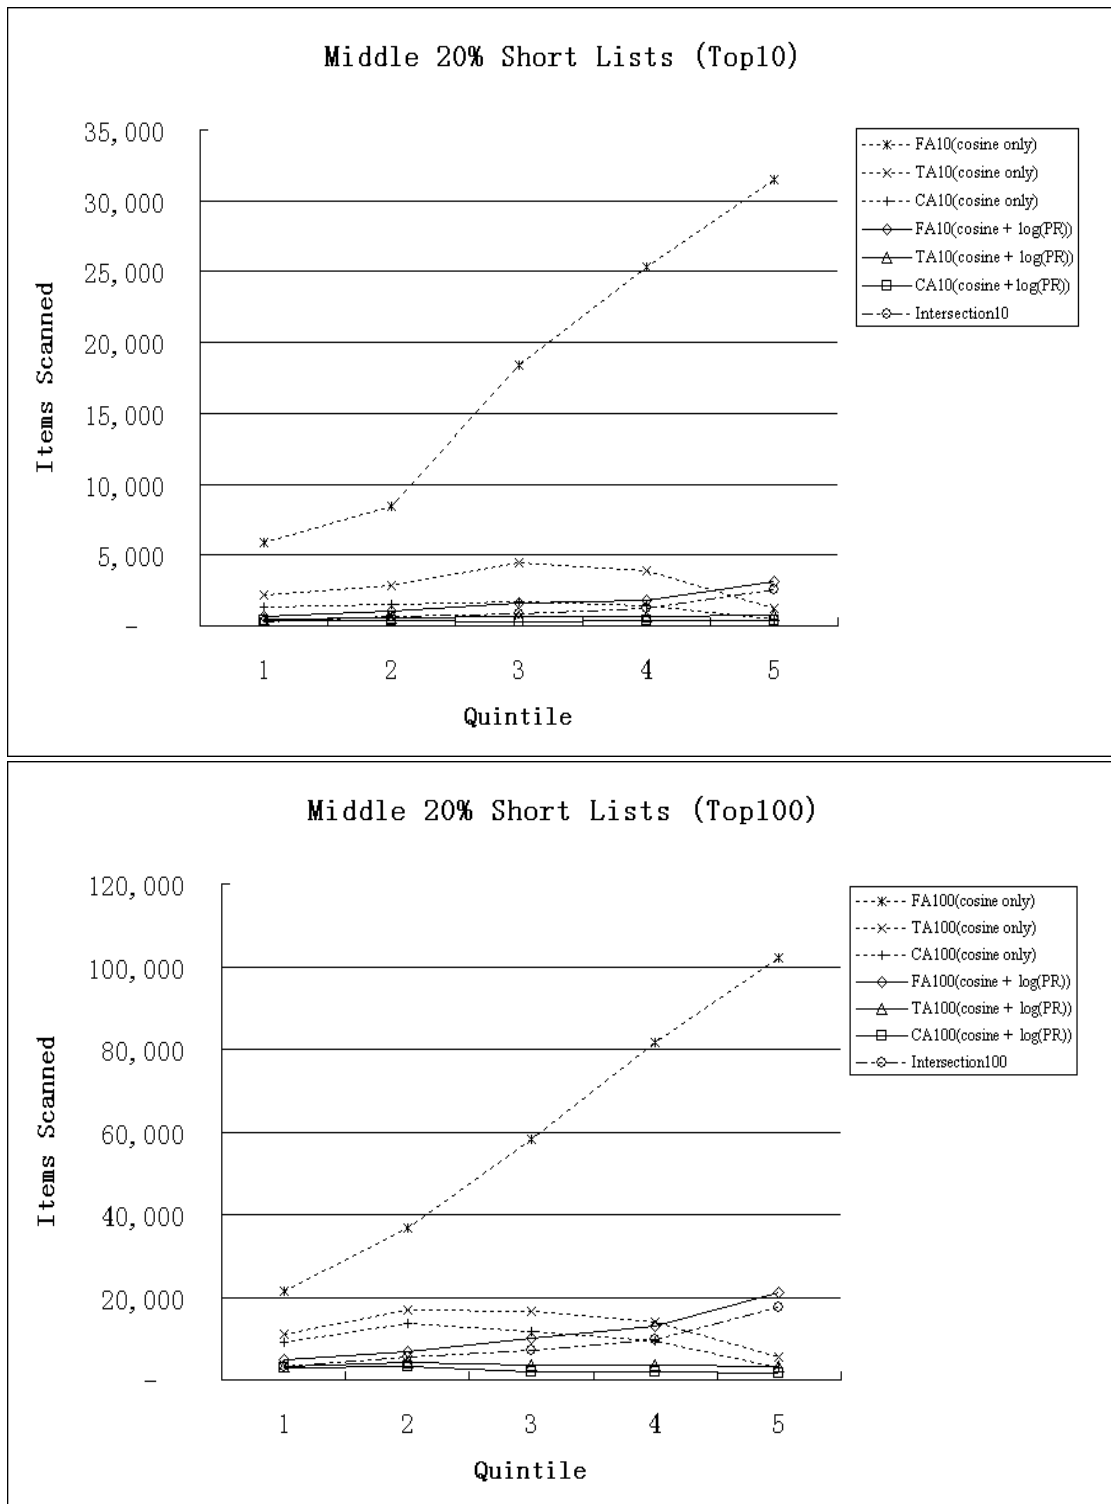 Middle 20% Short Lists (Top10)
35,000
30,000
25,000
20,000
15,000
10,000
5,000
-
Items Scanned
1 2 3 4 5
Quintile
FA10(cosine only)
TA10(cosine only)
CA10(cosine only)
FA10(cosine + log(PR))
TA10(cosine + log(PR))
CA10(cosine +log(PR))
Intersection10
Middle 20% Short Lists (Top100)
120,000
100,000
80,000
60,000
40,000
20,000
-
Items Scanned
1 2 3 4 5
Quintile
FA100(cosine only)
TA100(cosine only)
CA100(cosine only)
FA100(cosine + log(PR))
TA100(cosine + log(PR))
CA100(cosine + log(PR))
Intersection100